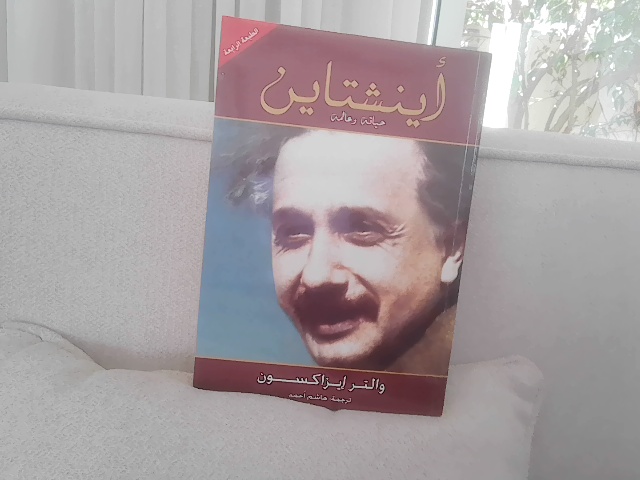 الطبعة الرابعة
أينشتاين
حياته وعالمه
والتر إيزاكسون
ترجمة هاشم أحمد